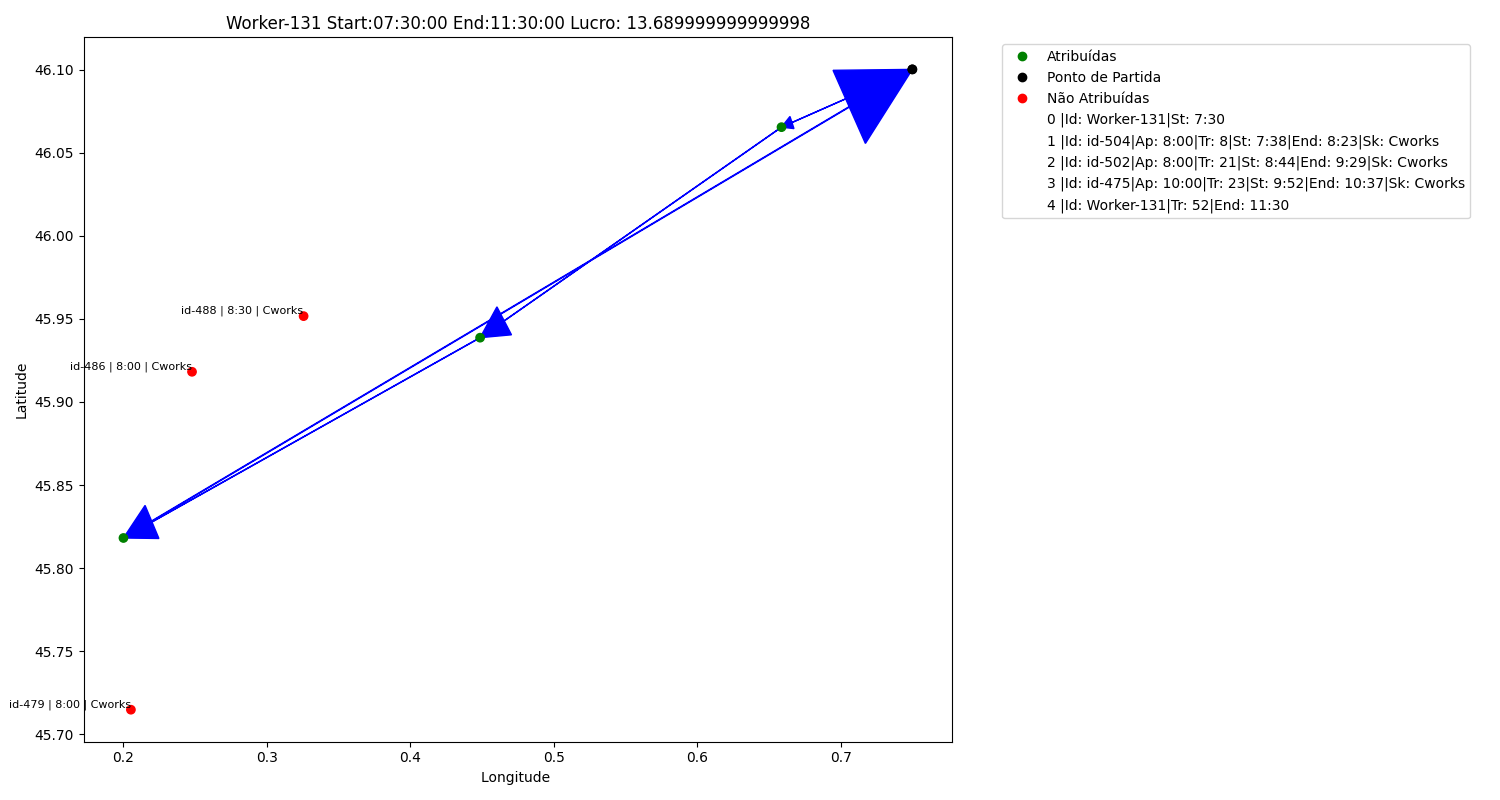 Worker-131 Start:07:30:00 End:11:30:00 Lucro: 13.689999999999998
46.10
46.05
46.00
45.95
45.90
45.85
45.80
45.75
45.70
Latitude
id-488 | 8:30 | Cworks
id-486 | 8:00 | Cworks
id-479 | 8:00 | Cworks
0.2 0.3 0.4 0.5 0.6 0.7
Longitude
Atribuídas
Ponto de Partida
Não Atribuídas
0 |Id: Worker-131|St: 7:30
1 |Id: id-504|Ap: 8:00|Tr: 8|St: 7:38|End: 8:23|Sk: Cworks
2 |Id: id-502|Ap: 8:00|Tr: 21|St: 8:44|End: 9:29|Sk: Cworks
3 |Id: id-475|Ap: 10:00|Tr: 23|St: 9:52|End: 10:37|Sk: Cworks
4 |Id: Worker-131|Tr: 52|End: 11:30